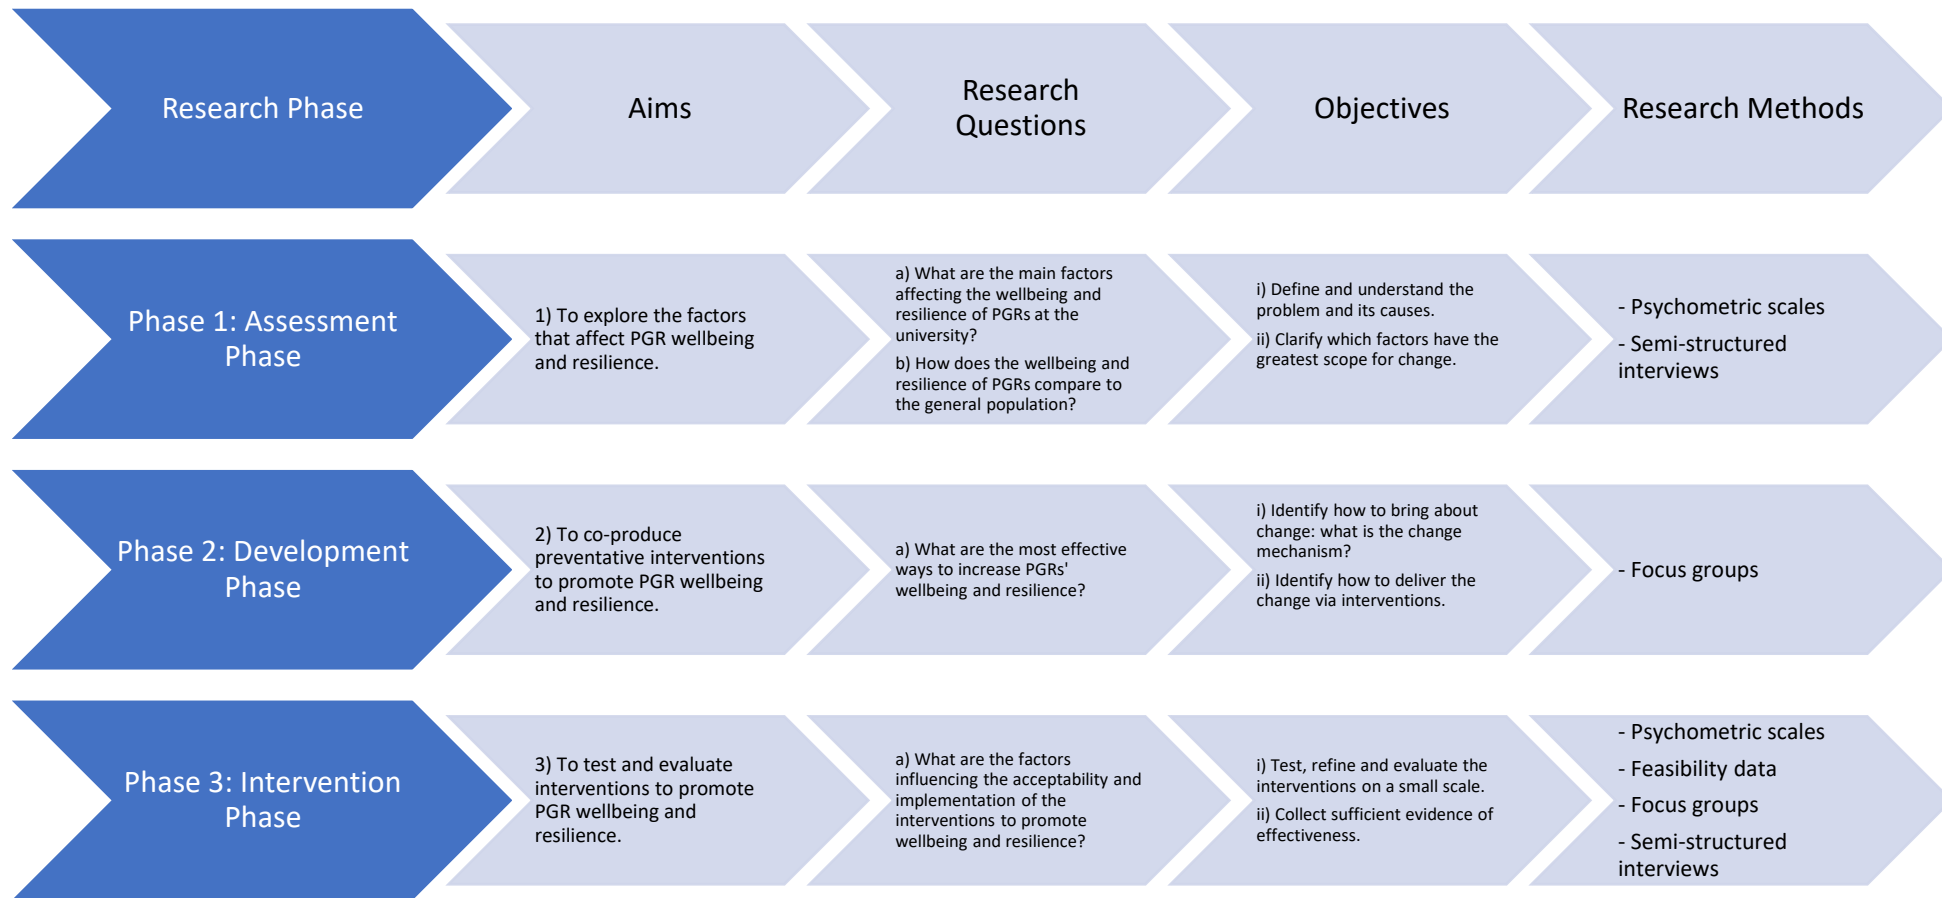 Research Phase
Aims
Research
Questions
Objectives
Research Methods
Phase 1: Assessment
Phase
1) To explore the factors
that affect PGR wellbeing
and resilience.
a) What are the main factors
affecting the wellbeing and
resilience of PGRs at the
university?
b) How does the wellbeing and
resilience of PGRs compare to
the general population?
i) Define and understand the
problem and its causes.
ii) Clarify which factors have the
greatest scope for change.
- Psychometric scales
- Semi-structured
interviews
Phase 2: Development
Phase
2) To co-produce
preventative interventions
to promote PGR wellbeing
and resilience.
a) What are the most effective
ways to increase PGRs'
wellbeing and resilience?
i) Identify how to bring about
change: what is the change
mechanism?
ii) Identify how to deliver the
change via interventions.
- Focus groups
Phase 3: Intervention
Phase
3) To test and evaluate
interventions to promote
PGR wellbeing and
resilience.
a) What are the factors
influencing the acceptability and
implementation of the
interventions to promote
wellbeing and resilience?
i) Test, refine and evaluate the
interventions on a small scale.
ii) Collect sufficient evidence of
effectiveness.
- Psychometric scales
- Feasibility data
- Focus groups
- Semi-structured
interviews